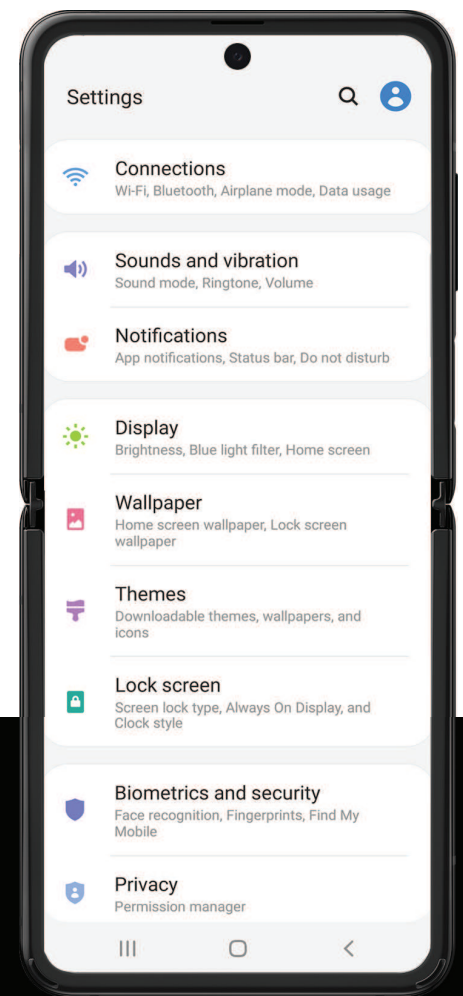 Settings
Connections
Wi-Fi, Bluetooth, Airplane mode, Data usage
Sounds and vibration
Sound mode, Ringtone, Volume
Notifications
App notifications, Status bar, Do not disturb
Display
Brightness, Blue light filter, Home screen
Wallpaper
Home screen wallpaper, Lock screen
wallpaper
Themes
Downloadable themes, wallpapers, and
icons
Lock screen
Screen lock type, Always On Display, and
Clock style
Biometrics and security
Face recognition, Fingerprints, Find My
Mobile
Privacy
Permission manager